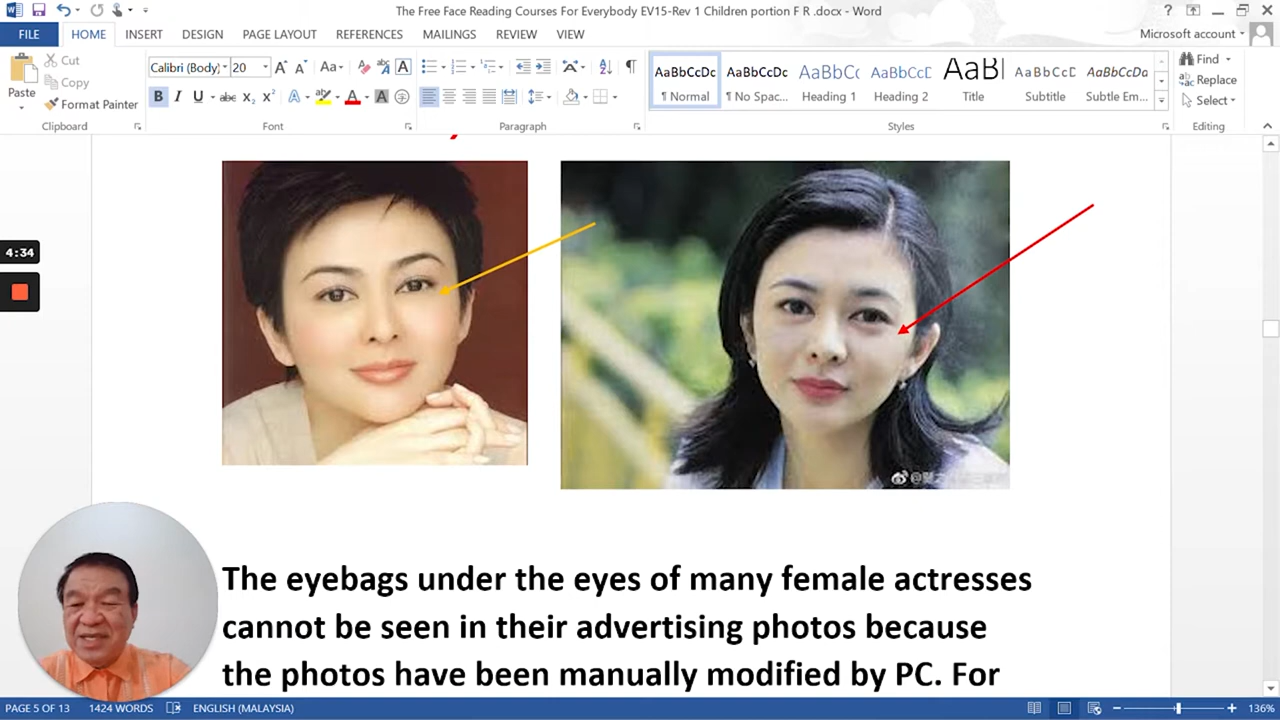 The Free Face Reading Courses For Everybody EV15-Rev 1 Children portion F R .docx - Word
FILE HOME INSERT DESIGN PAGE LAYOUT REFERENCES MAILINGS REVIEW VIEW Microsoft account
Cut
Copy
Format Painter
Paste
Calibri (Body) 20
AaBbCcDc AaBbCcDc AaBbCc AaBbCcDc AaB AaBbCcDc AaBbCcDc
¶ Normal ¶ No Spac... Heading 1 Heading 2 Title Subtitle Subtle Em...
Find
Replace
Select
Clipboard Font Paragraph Styles Editing
4:34
The eyebags under the eyes of many female actresses
cannot be seen in their advertising photos because
the photos have been manually modified by PC. For
PAGE 5 OF 13 1424 WORDS ENGLISH (MALAYSIA) 136%